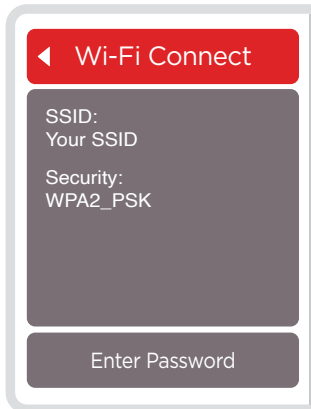 Wi-Fi Connect
SSID:
Your SSID
Security:
WPA2_PSK
Enter Password